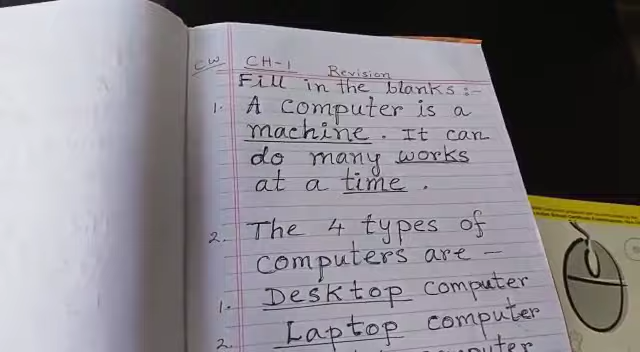 CW CH-1 Revision
Fill in the blanks :-
1. A computer is a
machine. It can
do many works
at a time.
2. The 4 types of
computers are –
1. Desktop computer
2. Laptop computer